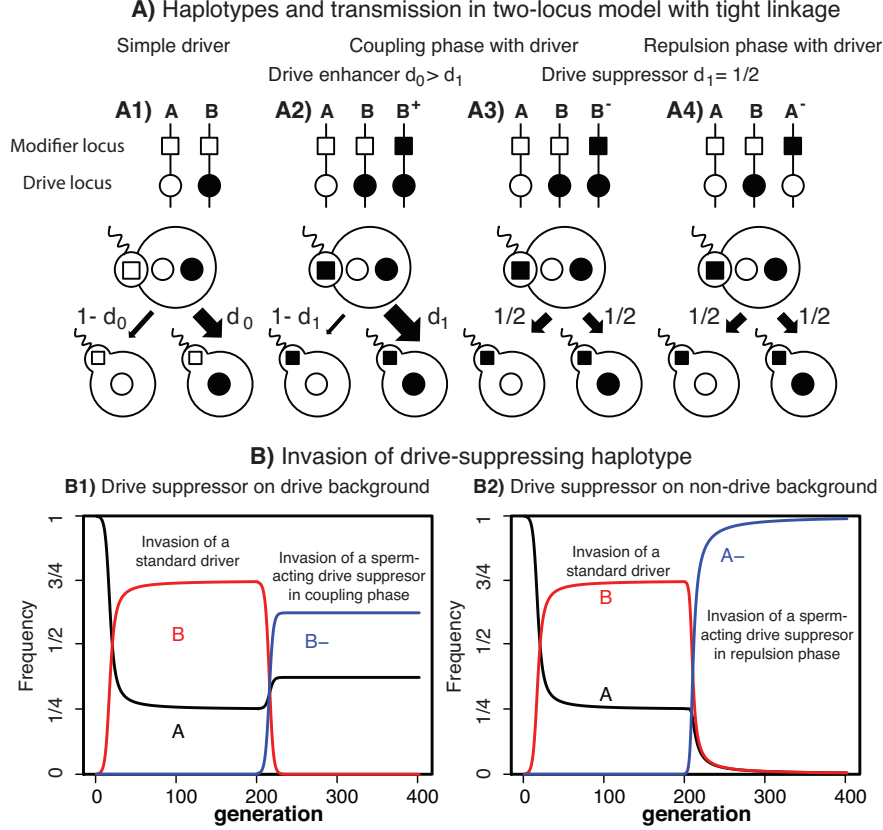 A) Haplotypes and transmission in two-locus model with tight linkage
Simple driver
Coupling phase with driver
Repulsion phase with driver
Drive enhancer d0> d1
Drive suppressor d1= 1/2
A1) A B
A2) A B B+
A3) A B B-
A4) A B A-
Modifier locus
Drive locus
1- d0
d0
1- d1
d1
1/2
1/2
1/2
1/2
B) Invasion of drive-suppressing haplotype
B1) Drive suppressor on drive background
Frequency
1
3/4
1/2
1/4
0
Invasion of a
standard driver
Invasion of a sperm-
acting drive suppresor
in coupling phase
B
B–
A
0 100 200 300 400
generation
B2) Drive suppressor on non-drive background
Frequency
1
3/4
1/2
1/4
0
Invasion of a
standard driver
B
A–
Invasion of a sperm-
acting drive suppresor
in repulsion phase
A
0 100 200 300 400
generation